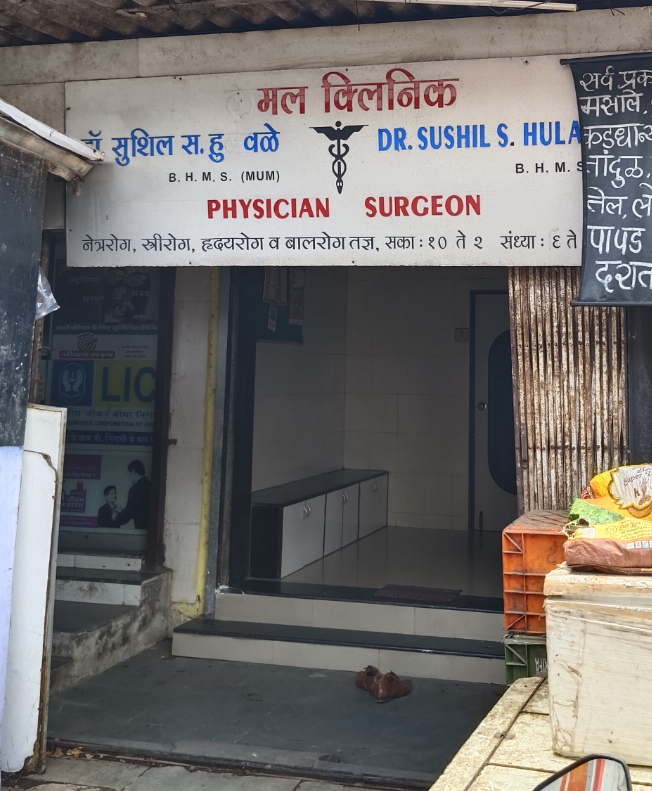 मल क्लिनिक
डॉ सुशिल स. हु वळे
DR. SUSHIL S. HULA
B. H. M. S. (MUM)
B. H. M. S.
PHYSICIAN SURGEON
नेत्ररोग, स्त्रीरोग, हृदयरोग व बालरोग तज्ञ, सका : १० ते २ संध्या : ६ ते
सर्व प्रका
मसाले,
कडधान्य
तांदुळ,
तेल,
पापड
दरात
LIC